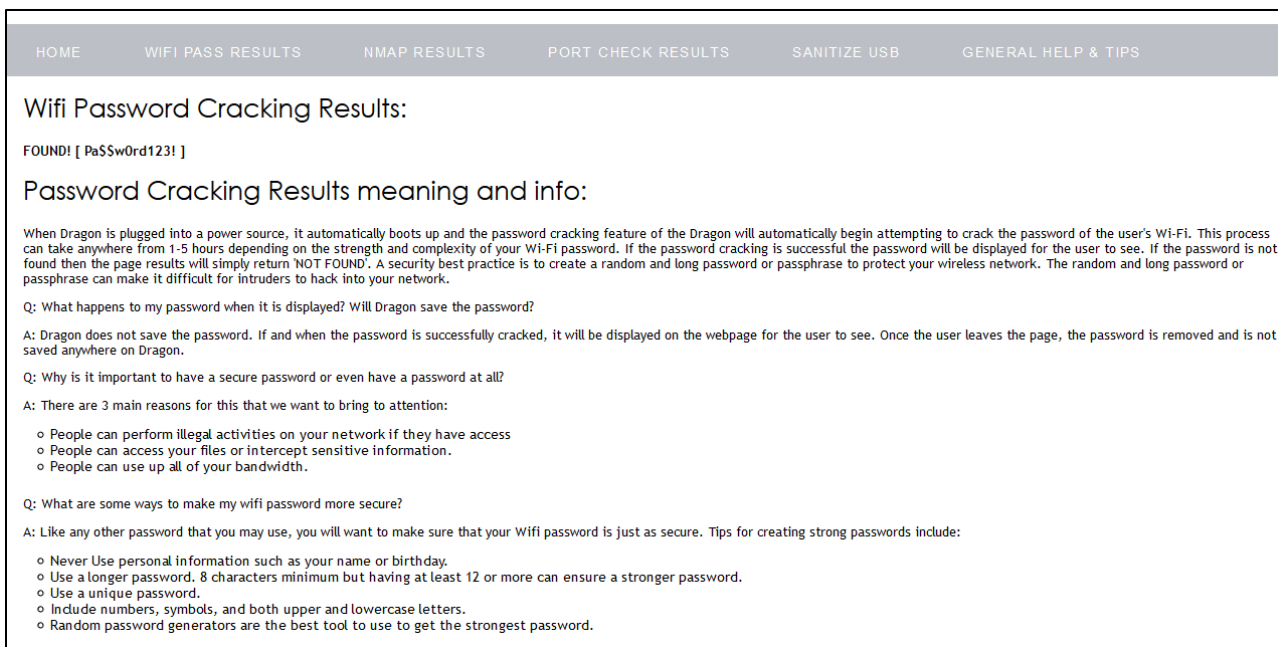 HOME WIFI PASS RESULTS NMAP RESULTS PORT CHECK RESULTS SANITIZE USB GENERAL HELP & TIPS
Wifi Password Cracking Results:
FOUND! [ Pa$$w0rd123! ]
Password Cracking Results meaning and info:
When Dragon is plugged into a power source, it automatically boots up and the password cracking feature of the Dragon will automatically begin attempting to crack the password of the user's Wi-Fi. This process
can take anywhere from 1-5 hours depending on the strength and complexity of your Wi-Fi password. If the password cracking is successful the password will be displayed for the user to see. If the password is not
found then the page results will simply return 'NOT FOUND'. A security best practice is to create a random and long password or passphrase to protect your wireless network. The random and long password or
passphrase can make it difficult for intruders to hack into your network.
Q: What happens to my password when it is displayed? Will Dragon save the password?
A: Dragon does not save the password. If and when the password is successfully cracked, it will be displayed on the webpage for the user to see. Once the user leaves the page, the password is removed and is not
saved anywhere on Dragon.
Q: Why is it important to have a secure password or even have a password at all?
A: There are 3 main reasons for this that we want to bring to attention:
People can perform illegal activities on your network if they have access
People can access your files or intercept sensitive information.
People can use up all of your bandwidth.
Q: What are some ways to make my wifi password more secure?
A: Like any other password that you may use, you will want to make sure that your Wifi password is just as secure. Tips for creating strong passwords include:
Never Use personal information such as your name or birthday.
Use a longer password. 8 characters minimum but having at least 12 or more can ensure a stronger password.
Use a unique password.
Include numbers, symbols, and both upper and lowercase letters.
Random password generators are the best tool to use to get the strongest password.